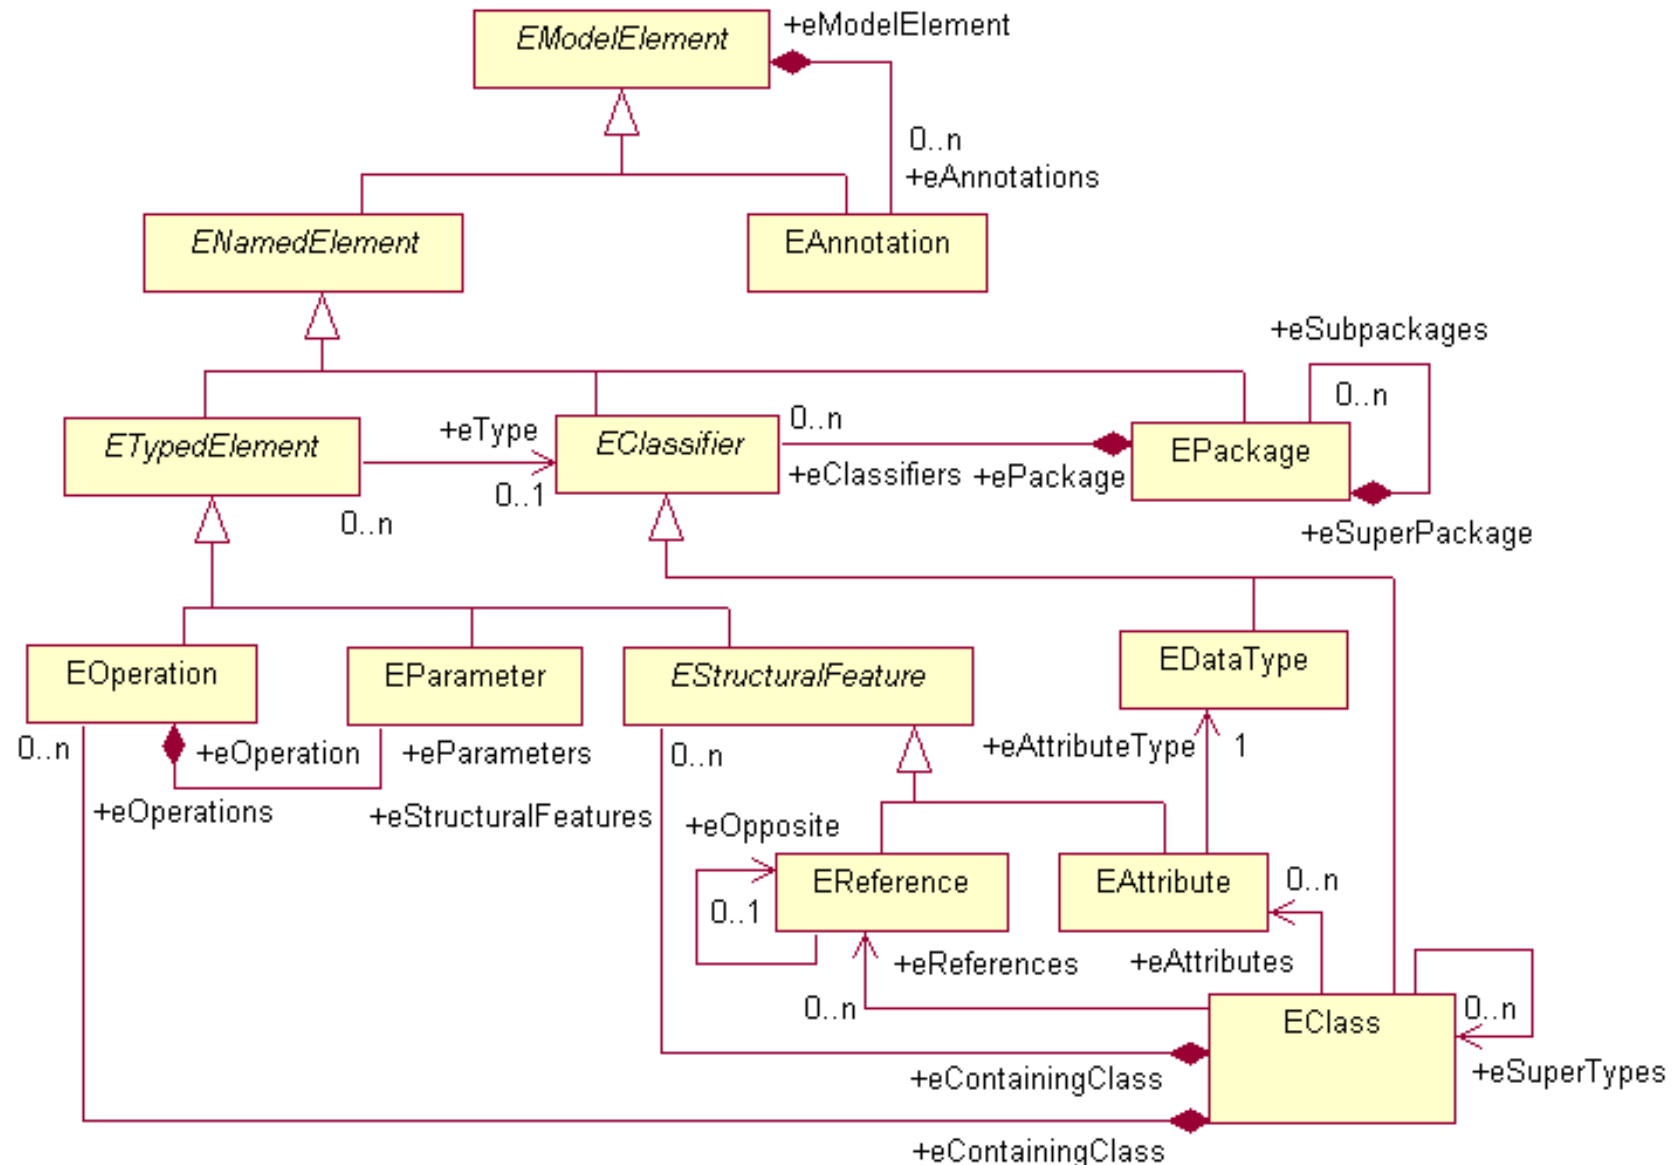 EModelElement
+eModelElement
0..n
+eAnnotations
ENamedElement
EAnnotation
+eSubpackages
0..n
ETypedElement
+eType
0..1
0..n
EClassifier
0..n
+eClassifiers
+ePackage
EPackage
+eSuperPackage
EOperation
EParameter
EStructuralFeature
EDataType
0..n
+eOperation
+eParameters
0..n
+eAttributeType
1
+eOperations
+eStructuralFeatures
+eOpposite
0..1
EReference
EAttribute
0..n
+eReferences
+eAttributes
0..n
EClass
0..n
+eSuperTypes
+eContainingClass
+eContainingClass